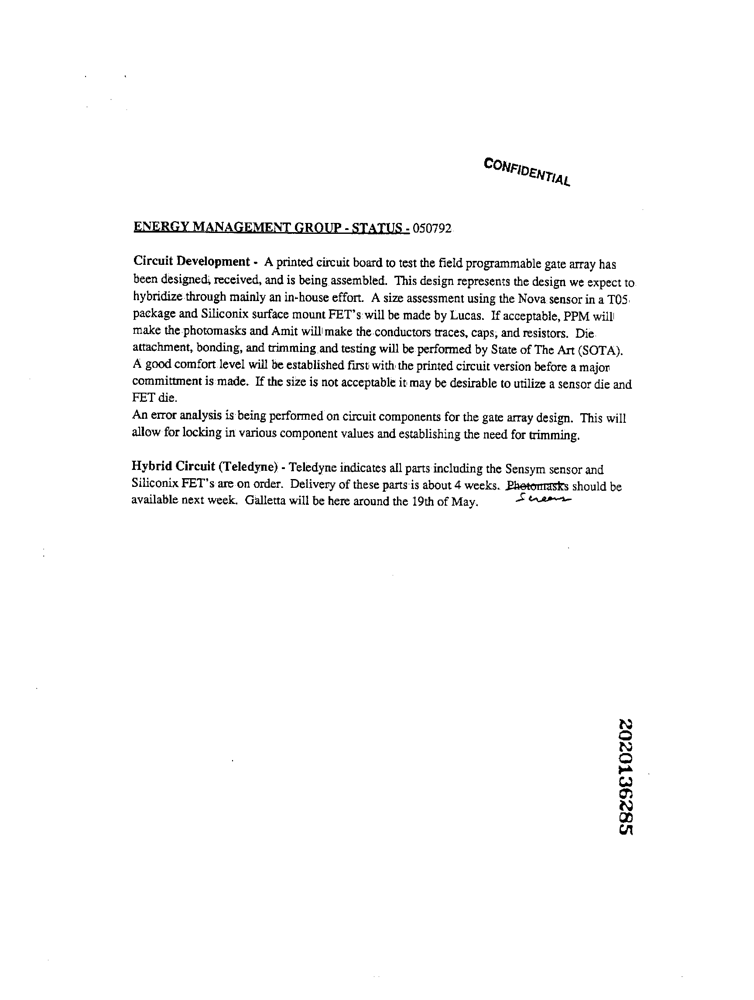 CONFIDENTIAL
ENERGY MANAGEMENT GROUP - STATUS - 050792
Circuit Development - A printed circuit board to test the field programmable gate array has
been designed, received, and is being assembled. This design represents the design we expect to
hybridize through mainly an in-house effort. A size assessment using the Nova sensor in a T05
package and Siliconix surface mount FET's will be made by Lucas. If acceptable, PPM will
make the photomasks and Amit will make the conductors traces, caps, and resistors. Die
attachment, bonding, and trimming and testing will be performed by State of The Art (SOTA).
A good comfort level will be established first with the printed circuit version before a major
committment is made. If the size is not acceptable it may be desirable to utilize a sensor die and
FET die.
An error analysis is being performed on circuit components for the gate array design. This will
allow for locking in various component values and establishing the need for trimming.
Hybrid Circuit (Teledyne) - Teledyne indicates all parts including the Sensym sensor and
Siliconix FET's are on order. Delivery of these parts is about 4 weeks. Photomasks should be
available next week. Galletta will be here around the 19th of May. Screens
2020136285